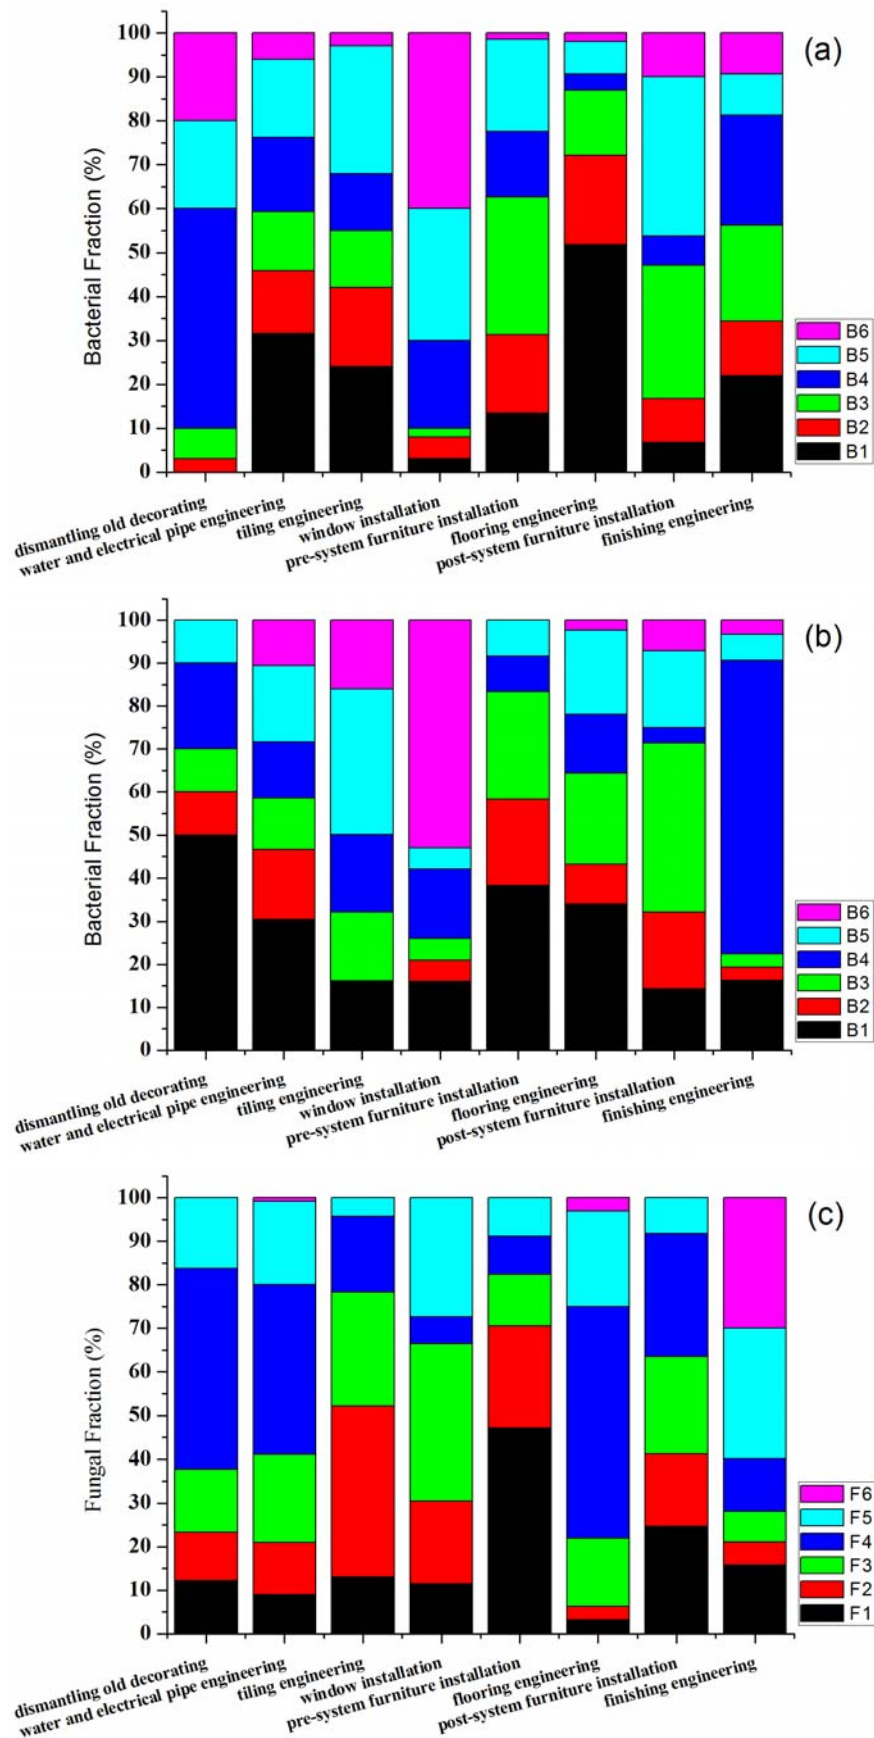 (a)
Bacterial Fraction (%)
100
90
80
70
60
50
40
30
20
10
0
B6
B5
B4
B3
B2
B1
dismantling old decorating
water and electrical pipe engineering
tiling engineering
window installation
pre-system furniture installation
flooring engineering
post-system furniture installation
finishing engineering
(b)
Bacterial Fraction (%)
100
90
80
70
60
50
40
30
20
10
0
B6
B5
B4
B3
B2
B1
dismantling old decorating
water and electrical pipe engineering
tiling engineering
window installation
pre-system furniture installation
flooring engineering
post-system furniture installation
finishing engineering
(c)
Fungal Fraction (%)
100
90
80
70
60
50
40
30
20
10
0
F6
F5
F4
F3
F2
F1
dismantling old decorating
water and electrical pipe engineering
tiling engineering
window installation
pre-system furniture installation
flooring engineering
post-system furniture installation
finishing engineering